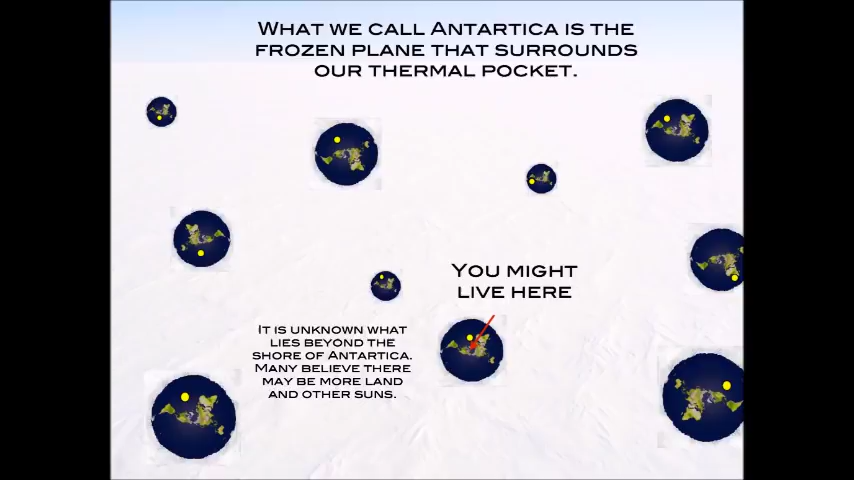 What we call Antartica is the
frozen plane that surrounds
our thermal pocket.
You might
live here
It is unknown what
lies beyond the
shore of Antartica.
Many believe there
may be more land
and other suns.